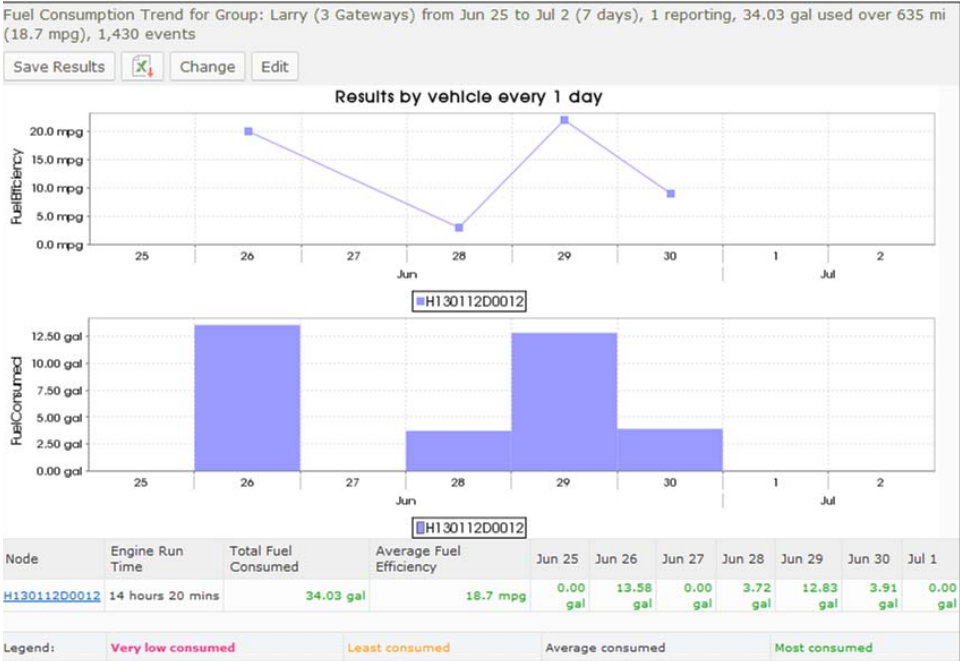 Fuel Consumption Trend for Group: Larry (3 Gateways) from Jun 25 to Jul 2 (7 days), 1 reporting, 34.03 gal used over 635 mi
(18.7 mpg), 1,430 events
Save Results Change Edit
Results by vehicle every 1 day
FuelEfficiency
20.0 mpg
15.0 mpg
10.0 mpg
5.0 mpg
0.0 mpg
25 26 27 28 29 30 1 2
Jun Jul
H130112D0012
FuelConsumed
12.50 gal
10.00 gal
7.50 gal
5.00 gal
2.50 gal
0.00 gal
25 26 27 28 29 30 1 2
Jun Jul
H130112D0012
Node Engine Run Time Total Fuel Consumed Average Fuel Efficiency Jun 25 Jun 26 Jun 27 Jun 28 Jun 29 Jun 30 Jul 1
H130112D0012 14 hours 20 mins 34.03 gal 18.7 mpg 0.00 gal 13.58 gal 0.00 gal 3.72 gal 12.83 gal 3.91 gal 0.00 gal
Legend: Very low consumed Least consumed Average consumed Most consumed